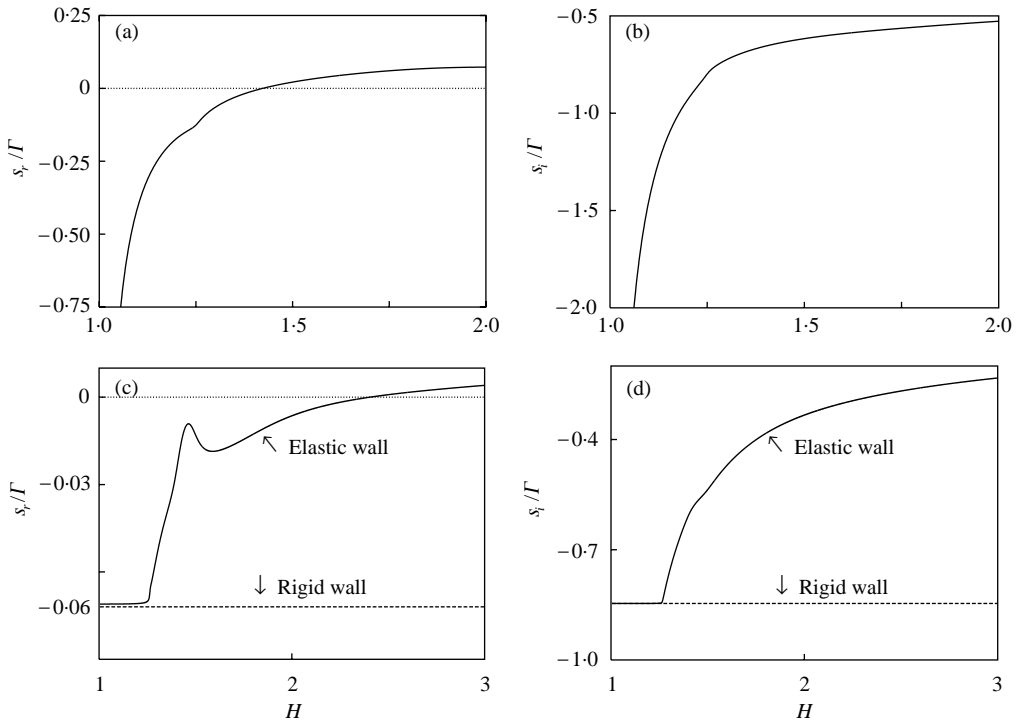 (a)
0·25
0
−0·25
−0·50
−0·75
s_r/Γ
1·0
1·5
2·0
(b)
−0·5
−1·0
−1·5
−2·0
s_i/Γ
1·0
1·5
2·0
(c)
0
−0·03
−0·06
s_r/Γ
Elastic wall
Rigid wall
1
2
3
H
(d)
−0·4
−0·7
−1·0
s_i/Γ
Elastic wall
Rigid wall
1
2
3
H